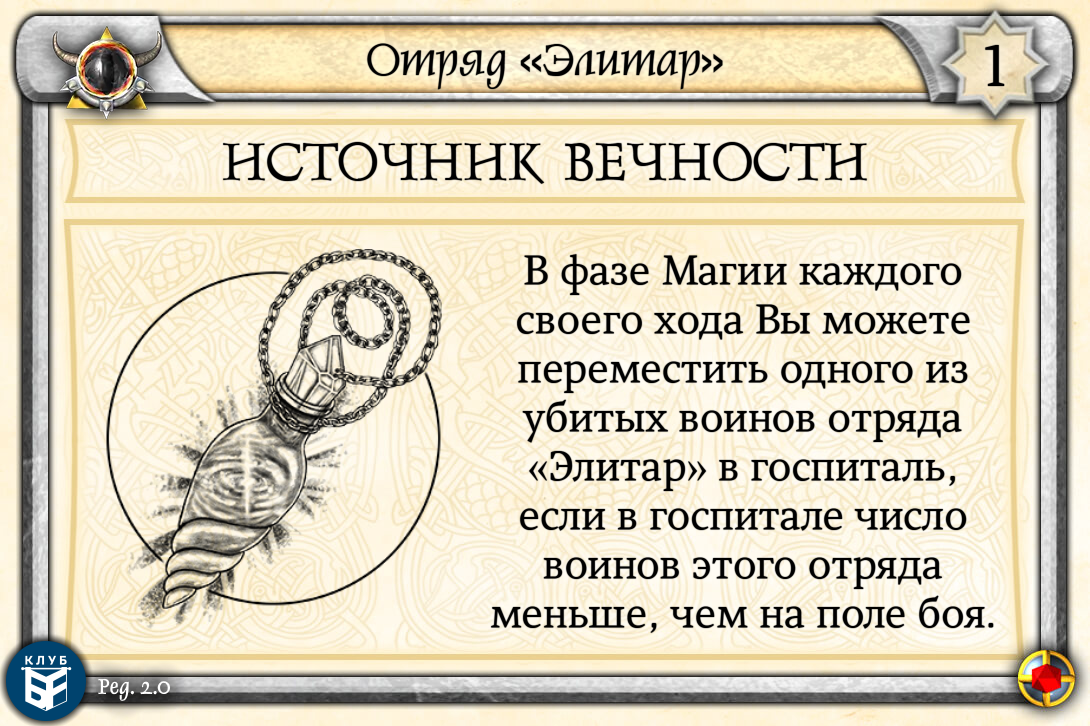 Отряд «Элитар»
1
ИСТОЧНИК ВЕЧНОСТИ
В фазе Магии каждого
своего хода Вы можете
переместить одного из
убитых воинов отряда
«Элитар» в госпиталь,
если в госпитале число
воинов этого отряда
меньше, чем на поле боя.
КЛУБ
Ред. 2.0